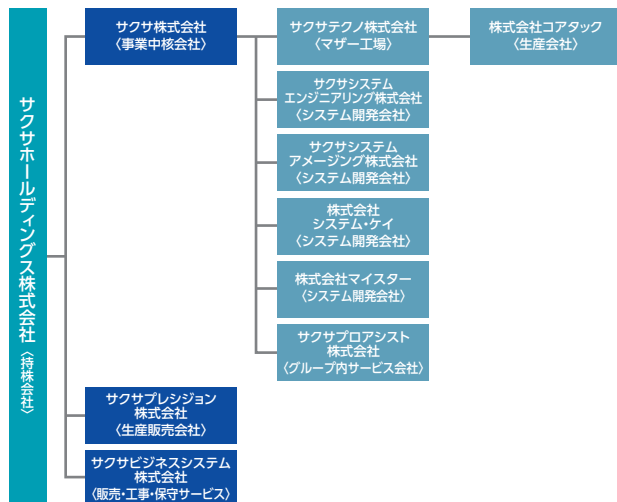 サクサホールディングス株式会社〈持株会社〉
サクサ株式会社
〈事業中核会社〉
サクサテクノ株式会社
〈マザー工場〉
株式会社コアタック
〈生産会社〉
サクサシステム
エンジニアリング株式会社
〈システム開発会社〉
サクサシステム
アメージング株式会社
〈システム開発会社〉
株式会社
システム・ケイ
〈システム開発会社〉
株式会社マイスター
〈システム開発会社〉
サクサプロアシスト
株式会社
〈グループ内サービス会社〉
サクサプレシジョン
株式会社
〈生産販売会社〉
サクサビジネスシステム
株式会社
〈販売・工事・保守サービス〉